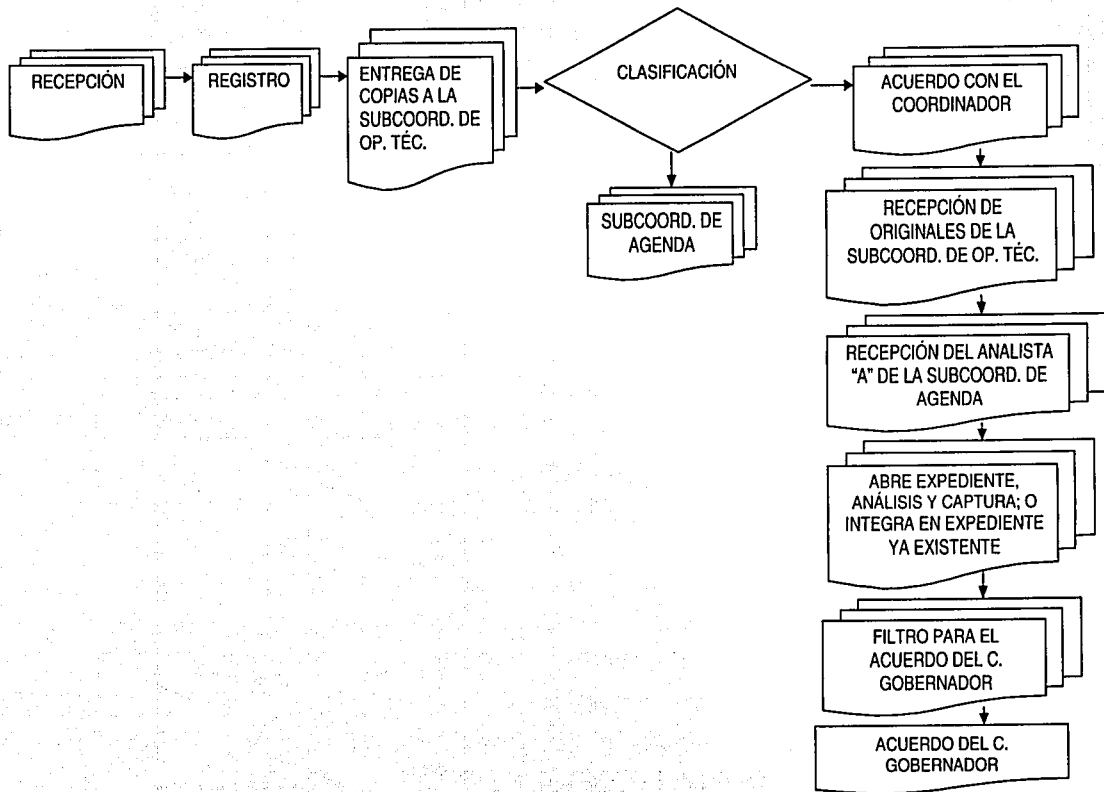 RECEPCIÓN
REGISTRO
ENTREGA DE
COPIAS A LA
SUBCOORD. DE
OP. TÉC.
CLASIFICACIÓN
SUBCOORD. DE
AGENDA
ACUERDO CON EL
COORDINADOR
RECEPCIÓN DE
ORIGINALES DE LA
SUBCOORD. DE OP. TÉC.
RECEPCIÓN DEL ANALISTA
"A" DE LA SUBCOORD. DE
AGENDA
ABRE EXPEDIENTE,
ANÁLISIS Y CAPTURA; O
INTEGRA EN EXPEDIENTE
YA EXISTENTE
FILTRO PARA EL
ACUERDO DEL C.
GOBERNADOR
ACUERDO DEL C.
GOBERNADOR